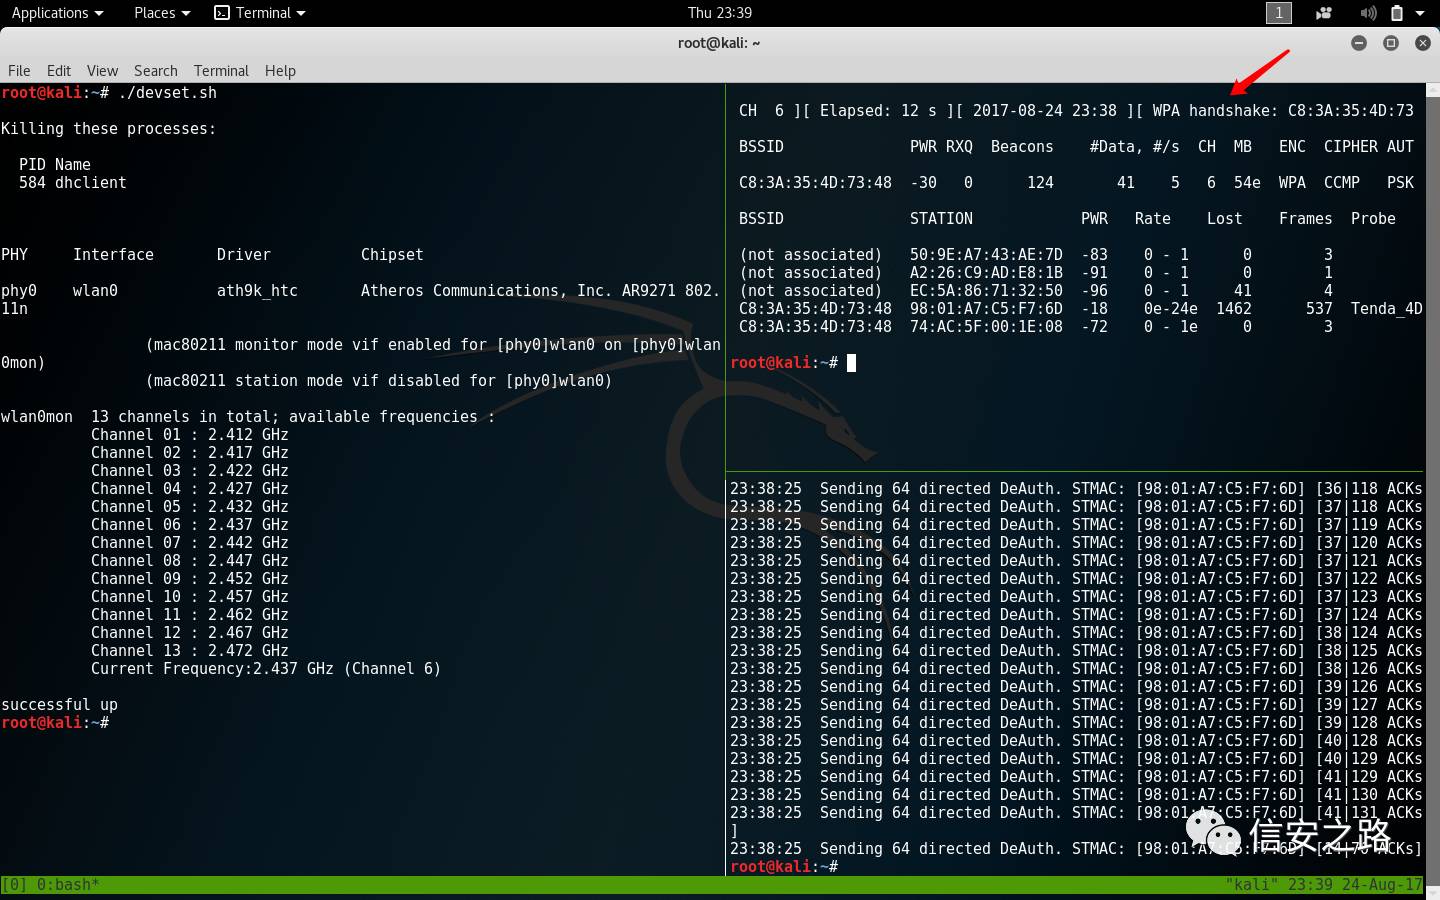 Applications Places Terminal Thu 23:39 1
root@kali: ~
File Edit View Search Terminal Help
root@kali:~# ./devset.sh
Killing these processes:
PID Name
584 dhclient
PHY Interface Driver Chipset
phy0 wlan0 ath9k_htc Atheros Communications, Inc. AR9271 802.
11n
(mac80211 monitor mode vif enabled for [phy0]wlan0 on [phy0]wlan
0mon)
(mac80211 station mode vif disabled for [phy0]wlan0)
wlan0mon 13 channels in total; available frequencies :
Channel 01 : 2.412 GHz
Channel 02 : 2.417 GHz
Channel 03 : 2.422 GHz
Channel 04 : 2.427 GHz
Channel 05 : 2.432 GHz
Channel 06 : 2.437 GHz
Channel 07 : 2.442 GHz
Channel 08 : 2.447 GHz
Channel 09 : 2.452 GHz
Channel 10 : 2.457 GHz
Channel 11 : 2.462 GHz
Channel 12 : 2.467 GHz
Channel 13 : 2.472 GHz
Current Frequency:2.437 GHz (Channel 6)
successful up
root@kali:~#
CH 6 ][ Elapsed: 12 s ][ 2017-08-24 23:38 ][ WPA handshake: C8:3A:35:4D:73
BSSID PWR RXQ Beacons #Data, #/s CH MB ENC CIPHER AUT
C8:3A:35:4D:73:48 -30 0 124 41 5 6 54e WPA CCMP PSK
BSSID STATION PWR Rate Lost Frames Probe
(not associated) 50:9E:A7:43:AE:7D -83 0 - 1 0 3
(not associated) A2:26:C9:AD:E8:1B -91 0 - 1 0 1
(not associated) EC:5A:86:71:32:50 -96 0 - 1 41 4
C8:3A:35:4D:73:48 98:01:A7:C5:F7:6D -18 0e-24e 1462 537 Tenda_4D
C8:3A:35:4D:73:48 74:AC:5F:00:1E:08 -72 0 - 1e 0 3
root@kali:~#
23:38:25 Sending 64 directed DeAuth. STMAC: [98:01:A7:C5:F7:6D] [36|118 ACKs
23:38:25 Sending 64 directed DeAuth. STMAC: [98:01:A7:C5:F7:6D] [37|118 ACKs
23:38:25 Sending 64 directed DeAuth. STMAC: [98:01:A7:C5:F7:6D] [37|119 ACKs
23:38:25 Sending 64 directed DeAuth. STMAC: [98:01:A7:C5:F7:6D] [37|120 ACKs
23:38:25 Sending 64 directed DeAuth. STMAC: [98:01:A7:C5:F7:6D] [37|121 ACKs
23:38:25 Sending 64 directed DeAuth. STMAC: [98:01:A7:C5:F7:6D] [37|122 ACKs
23:38:25 Sending 64 directed DeAuth. STMAC: [98:01:A7:C5:F7:6D] [37|123 ACKs
23:38:25 Sending 64 directed DeAuth. STMAC: [98:01:A7:C5:F7:6D] [37|124 ACKs
23:38:25 Sending 64 directed DeAuth. STMAC: [98:01:A7:C5:F7:6D] [38|124 ACKs
23:38:25 Sending 64 directed DeAuth. STMAC: [98:01:A7:C5:F7:6D] [38|125 ACKs
23:38:25 Sending 64 directed DeAuth. STMAC: [98:01:A7:C5:F7:6D] [38|126 ACKs
23:38:25 Sending 64 directed DeAuth. STMAC: [98:01:A7:C5:F7:6D] [39|126 ACKs
23:38:25 Sending 64 directed DeAuth. STMAC: [98:01:A7:C5:F7:6D] [39|127 ACKs
23:38:25 Sending 64 directed DeAuth. STMAC: [98:01:A7:C5:F7:6D] [39|128 ACKs
23:38:25 Sending 64 directed DeAuth. STMAC: [98:01:A7:C5:F7:6D] [40|128 ACKs
23:38:25 Sending 64 directed DeAuth. STMAC: [98:01:A7:C5:F7:6D] [40|129 ACKs
23:38:25 Sending 64 directed DeAuth. STMAC: [98:01:A7:C5:F7:6D] [41|129 ACKs
23:38:25 Sending 64 directed DeAuth. STMAC: [98:01:A7:C5:F7:6D] [41|130 ACKs
23:38:25 Sending 64 directed DeAuth. STMAC: [98:01:A7:C5:F7:6D] [41|131 ACKs
]
23:38:25 Sending 64 directed DeAuth. STMAC: [98:01:A7:C5:F7:6D] ACKs]
信安之路
root@kali:~#
[0] 0:bash* "kali" 23:39 24-Aug-17